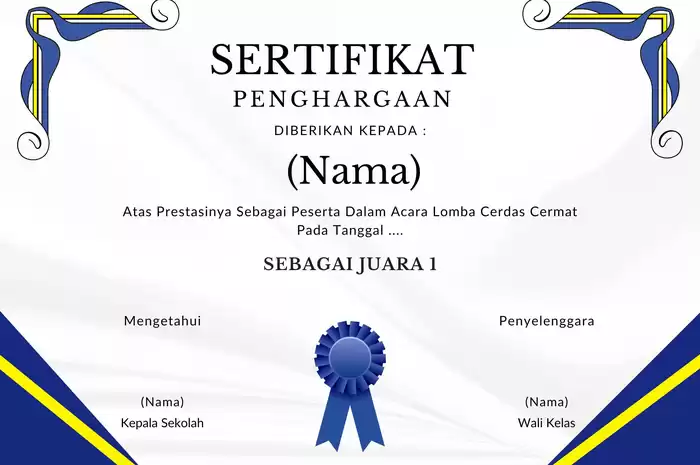 SERTIFIKAT
PENGHARGAAN
DIBERIKAN KEPADA :
(Nama)
Atas Prestasinya Sebagai Peserta Dalam Acara Lomba Cerdas Cermat
Pada Tanggal ....
SEBAGAI JUARA 1
Mengetahui
Penyelenggara
(Nama)
Kepala Sekolah
(Nama)
Wali Kelas